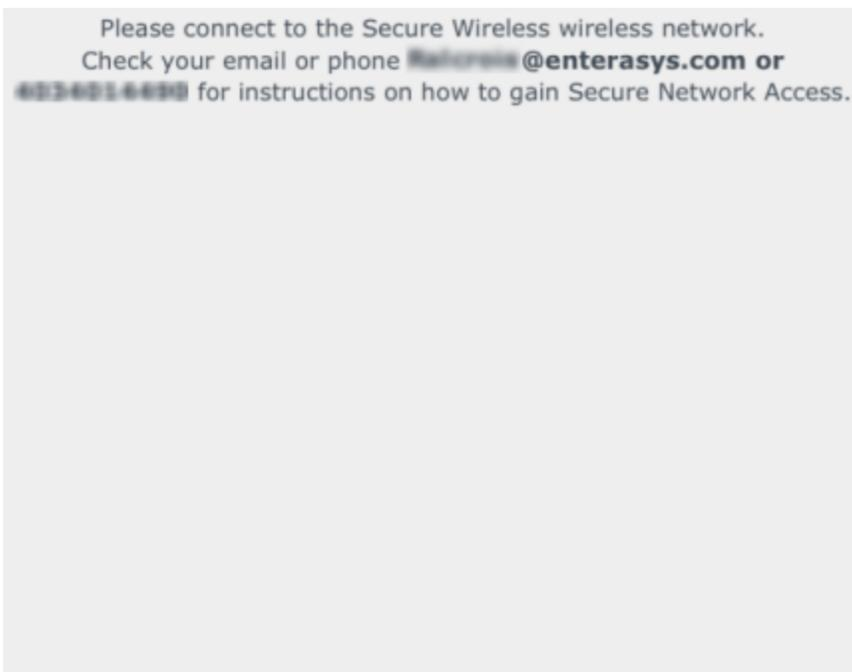 Please connect to the Secure Wireless wireless network.
Check your email or phone @enterasys.com or
for instructions on how to gain Secure Network Access.